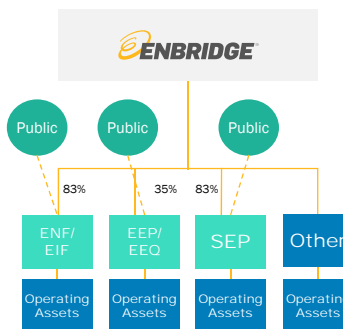 ENBRIDGE™
Public
Public
Public
83%
35%
83%
ENF/
EIF
EEP/
EEQ
SEP
Other
Operating
Assets
Operating
Assets
Operating
Assets
Operating
Assets